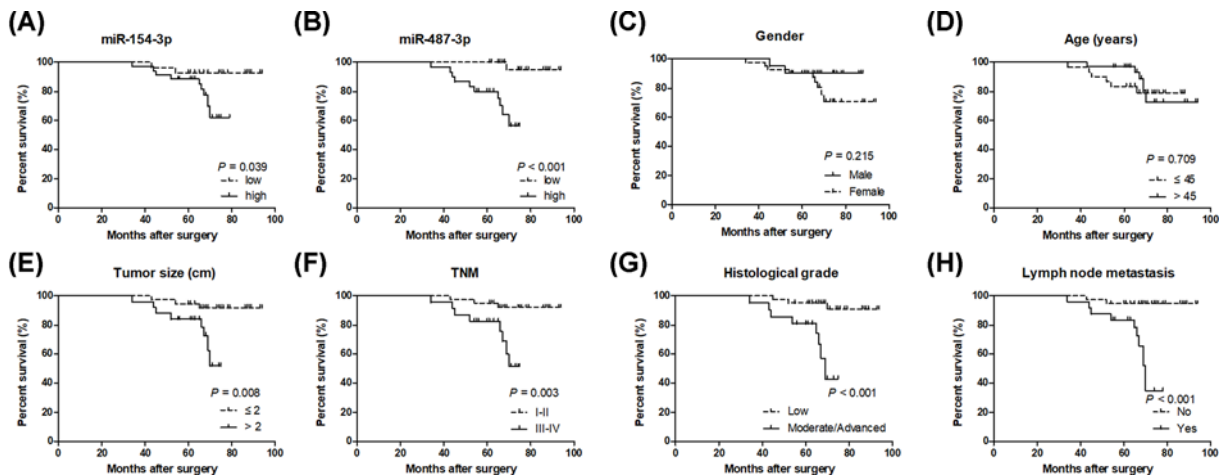 (A)
miR-154-3p
Percent survival (%)
100
80
60
40
20
0
P = 0.039
low
high
0 20 40 60 80 100
Months after surgery
(B)
miR-487-3p
Percent survival (%)
100
80
60
40
20
0
P < 0.001
low
high
0 20 40 60 80 100
Months after surgery
(C)
Gender
Percent survival (%)
100
80
60
40
20
0
P = 0.215
Male
Female
0 20 40 60 80 100
Months after surgery
(D)
Age (years)
Percent survival (%)
100
80
60
40
20
0
P = 0.709
≤ 45
> 45
0 20 40 60 80 100
Months after surgery
(E)
Tumor size (cm)
Percent survival (%)
100
80
60
40
20
0
P = 0.008
≤ 2
> 2
0 20 40 60 80 100
Months after surgery
(F)
TNM
Percent survival (%)
100
80
60
40
20
0
P = 0.003
I-II
III-IV
0 20 40 60 80 100
Months after surgery
(G)
Histological grade
Percent survival (%)
100
80
60
40
20
0
P < 0.001
Low
Moderate/Advanced
0 20 40 60 80 100
Months after surgery
(H)
Lymph node metastasis
Percent survival (%)
100
80
60
40
20
0
P < 0.001
No
Yes
0 20 40 60 80 100
Months after surgery